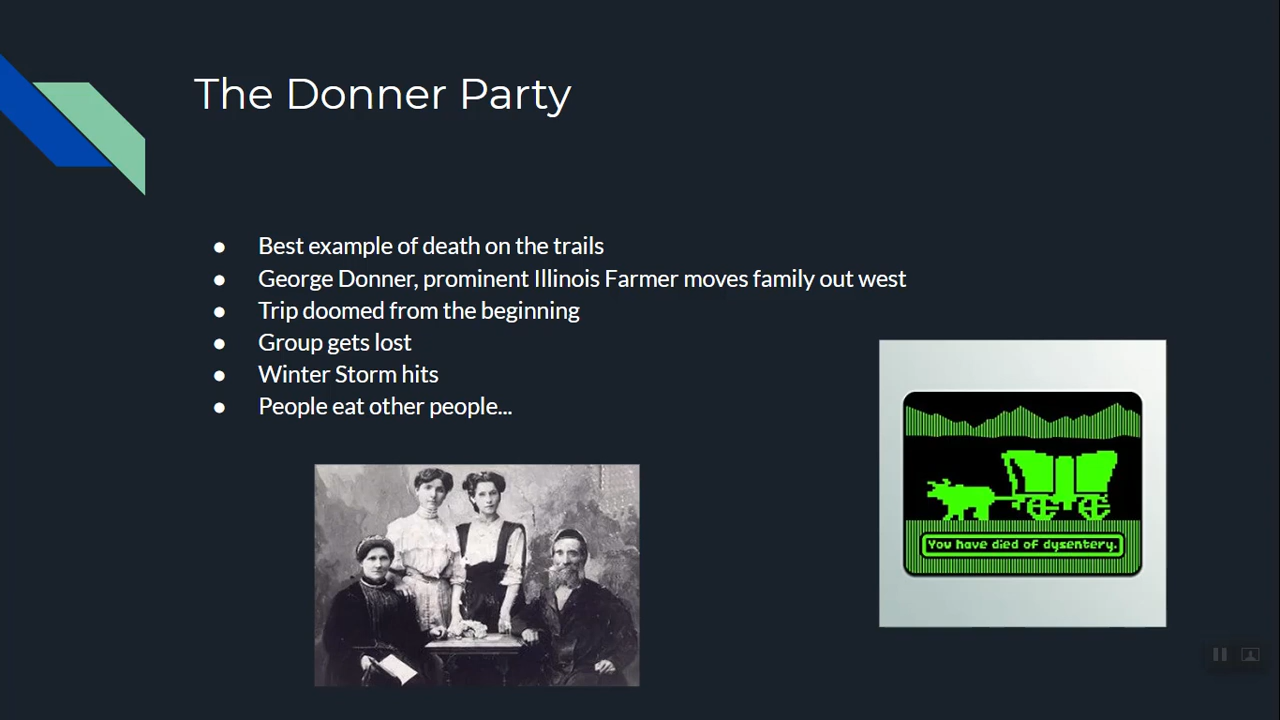 The Donner Party
Best example of death on the trails
George Donner, prominent Illinois Farmer moves family out west
Trip doomed from the beginning
Group gets lost
Winter Storm hits
People eat other people...
You have died of dysentery.